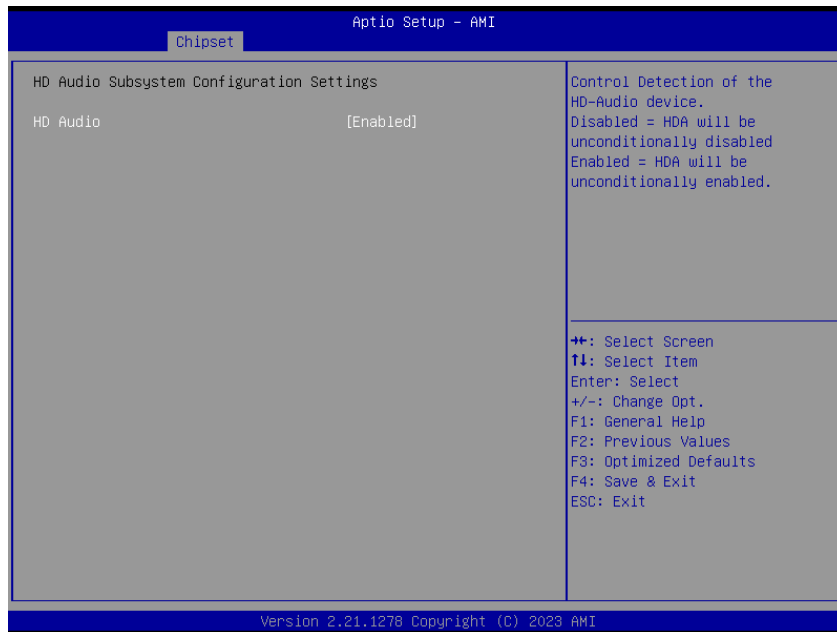 Aptio Setup – AMI
Chipset
HD Audio Subsystem Configuration Settings
HD Audio [Enabled]
Control Detection of the
HD-Audio device.
Disabled = HDA will be
unconditionally disabled
Enabled = HDA will be
unconditionally enabled.
→←: Select Screen
↑↓: Select Item
Enter: Select
+/-: Change Opt.
F1: General Help
F2: Previous Values
F3: Optimized Defaults
F4: Save & Exit
ESC: Exit
Version 2.21.1278 Copyright (C) 2023 AMI